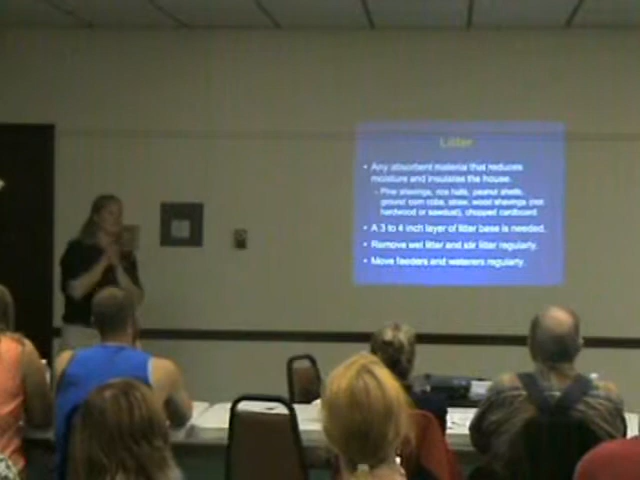 Litter
• Any absorbent material that reduces
moisture and insulates the house.
– Pine shavings, rice hulls, peanut shells,
ground corn cobs, straw, wood shavings (not
hardwood or sawdust), chopped cardboard
• A 3 to 4 inch layer of litter base is needed.
• Remove wet litter and stir litter regularly.
• Move feeders and waterers regularly.